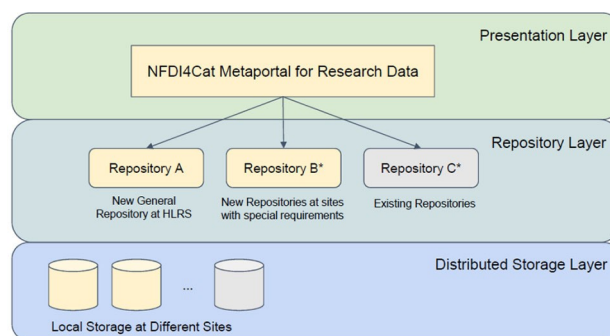 Presentation Layer
NFDI4Cat Metaportal for Research Data
Repository Layer
Repository A
Repository B*
Repository C*
New General
Repository at HLRS
New Repositories at sites
with special requirements
Existing Repositories
Distributed Storage Layer
...
Local Storage at Different Sites